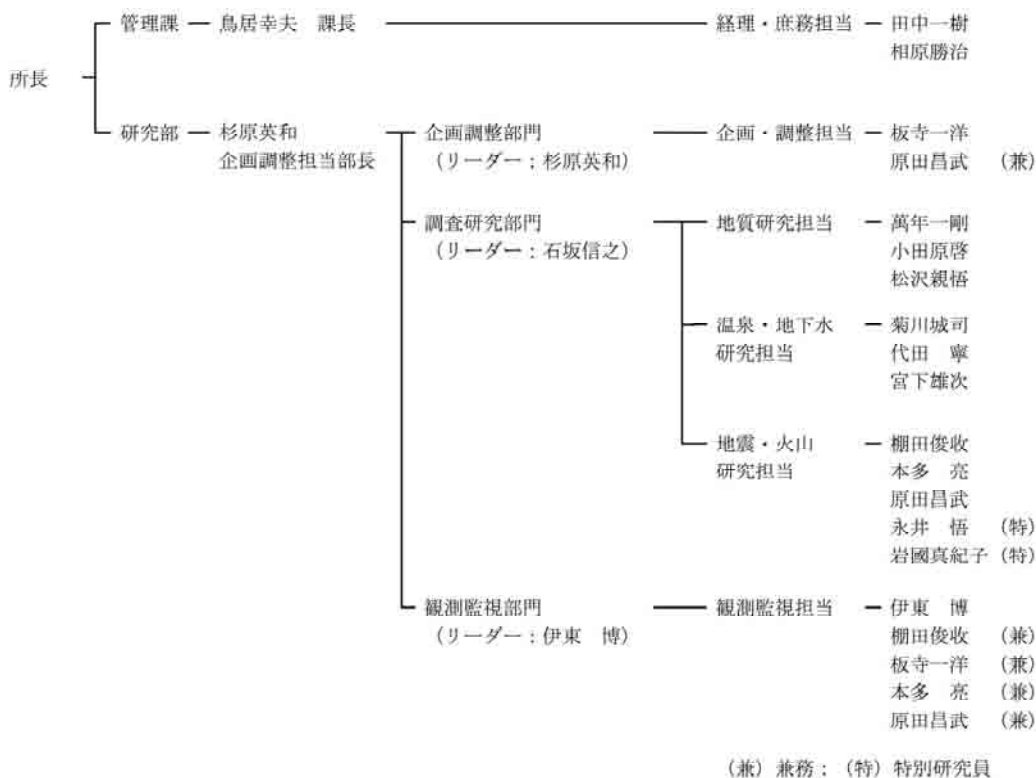 管理課 鳥居幸夫 課長 経理・庶務担当 田中一樹
相原勝治
所長
研究部 杉原英和 企画調整部門 企画・調整担当 板寺一洋
企画調整担当部長 (リーダー：杉原英和) 原田昌武 (兼)
調査研究部門 地質研究担当 萬年一剛
(リーダー：石坂信之) 小田原啓
松沢親悟
温泉・地下水 菊川城司
研究担当 代田 寧
宮下雄次
地震・火山 棚田俊收
研究担当 本多 亮
原田昌武
永井 悟 (特)
岩國真紀子 (特)
観測監視部門 観測監視担当 伊東 博
(リーダー：伊東 博) 棚田俊收 (兼)
板寺一洋 (兼)
本多 亮 (兼)
原田昌武 (兼)
(兼) 兼務：(特) 特別研究員